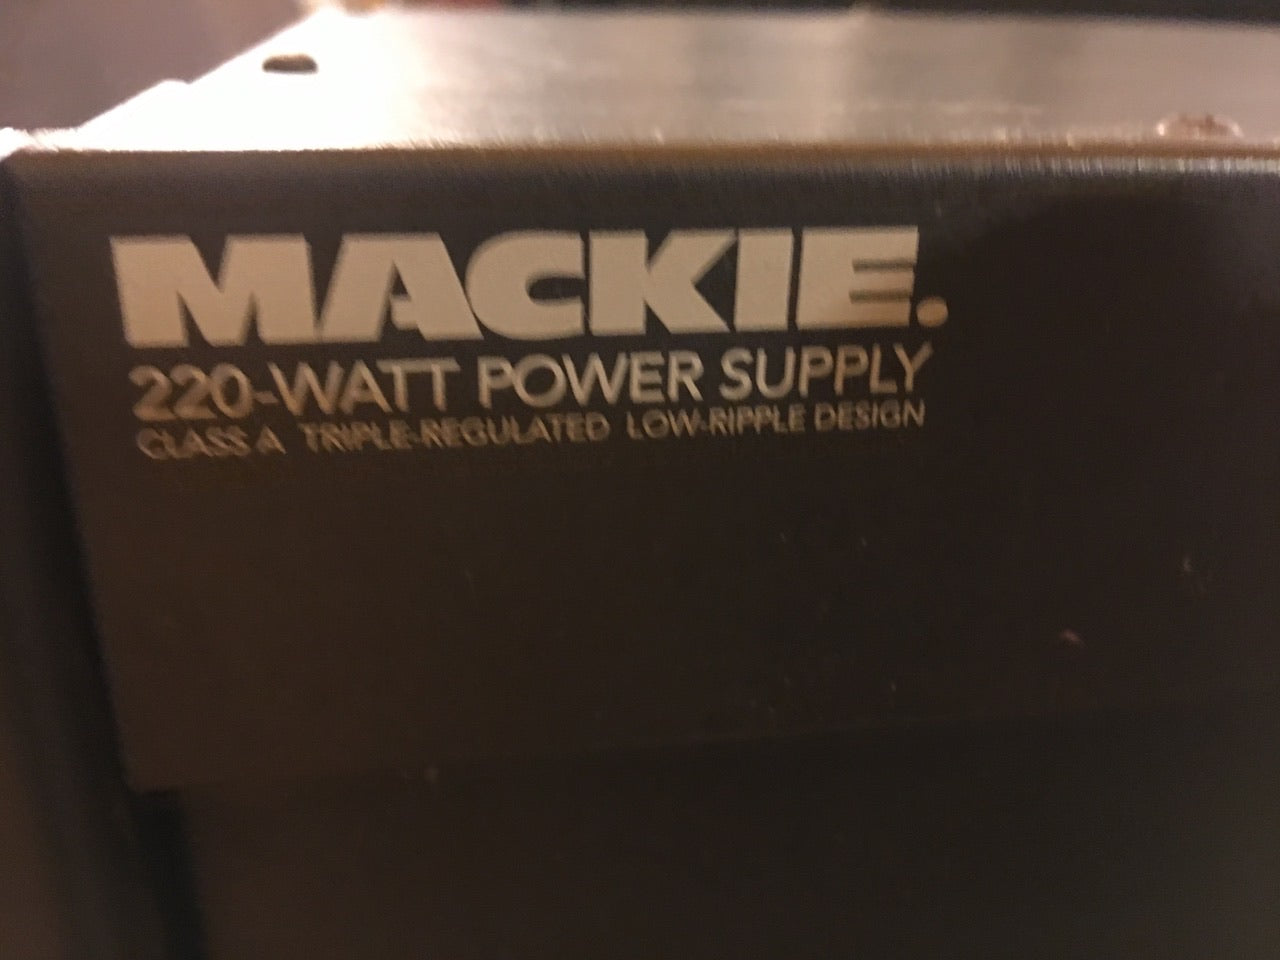 MACKIE.
220-WATT POWER SUPPLY
CLASS A TRIPLE-REGULATED LOW-RIPPLE DESIGN